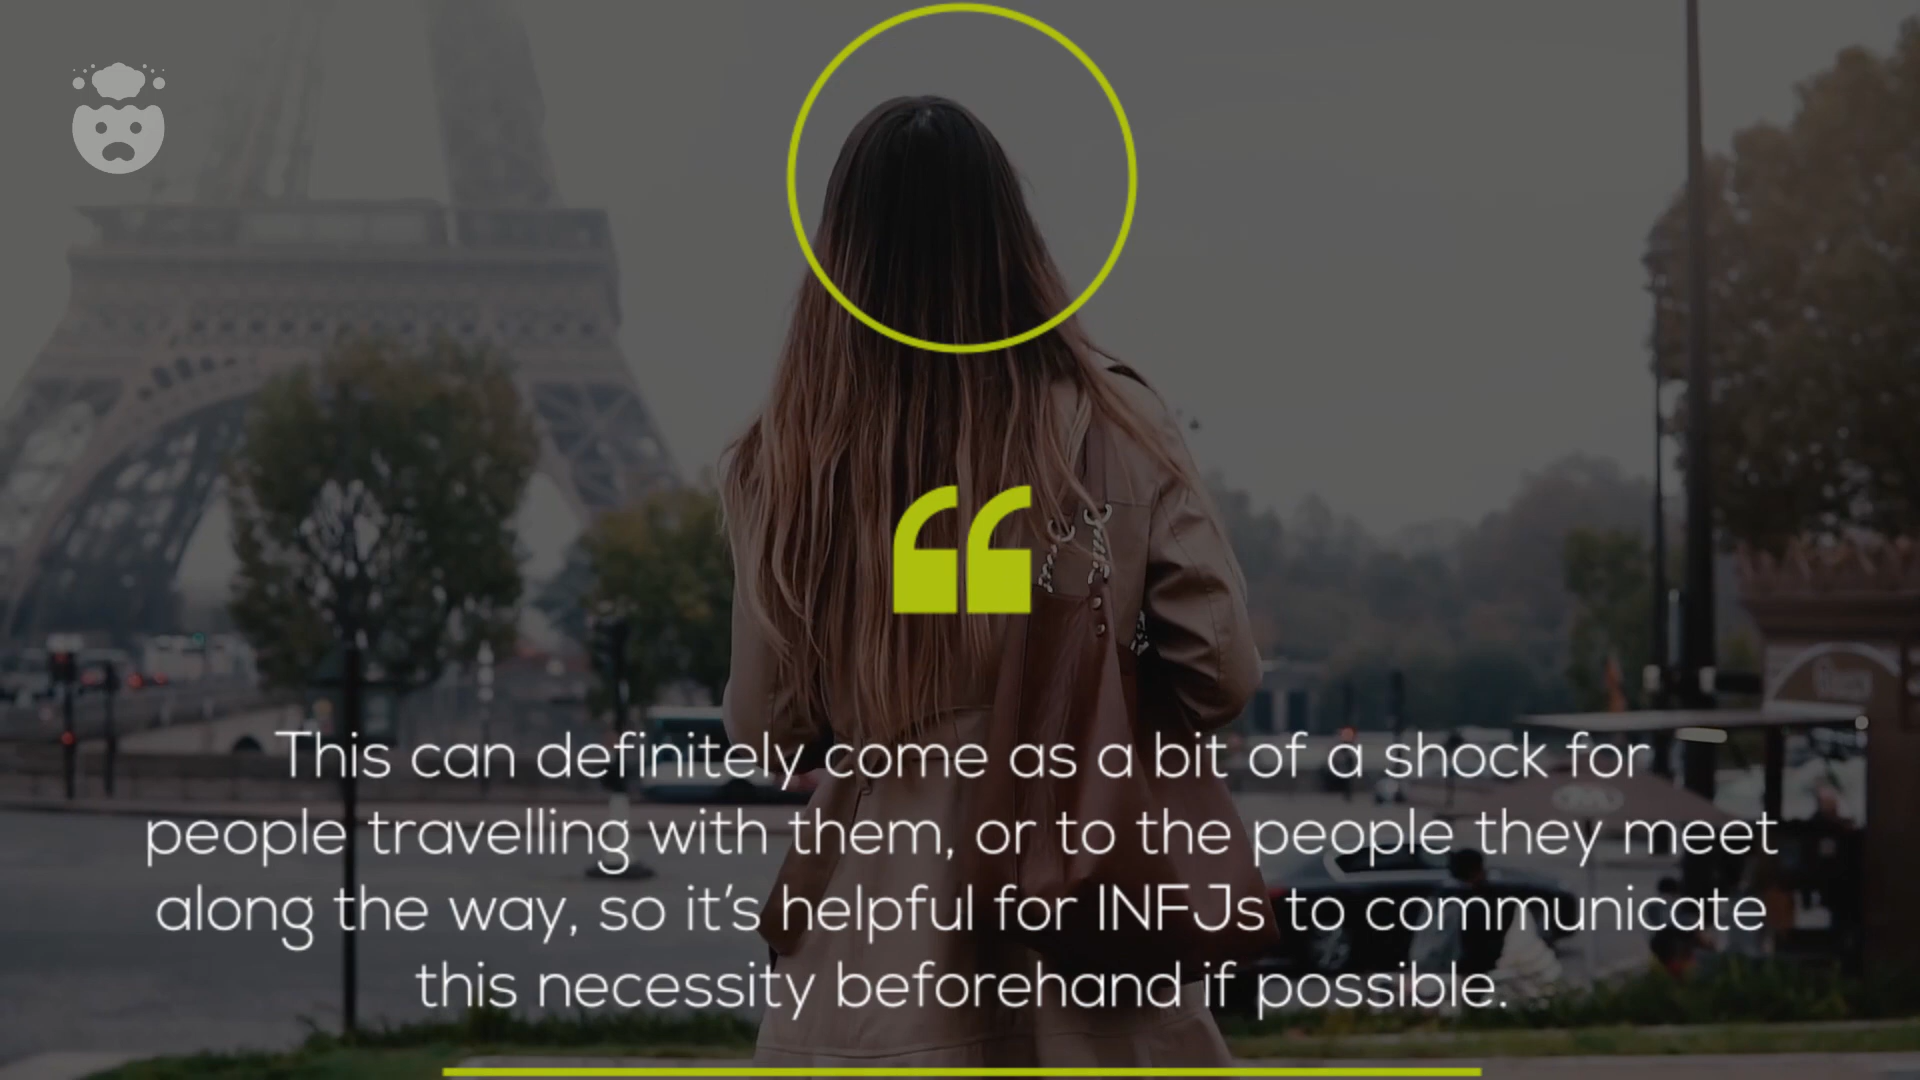 This can definitely come as a bit of a shock for
people travelling with them, or to the people they meet
along the way, so it's helpful for INFJs to communicate
this necessity beforehand if possible.